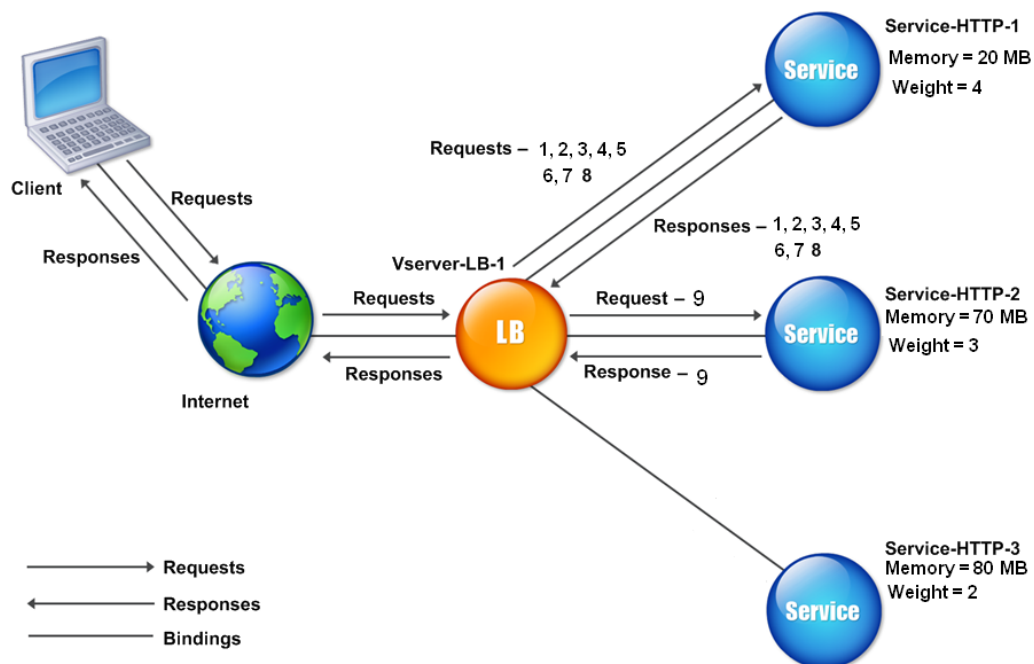 Service-HTTP-1
Memory = 20 MB
Weight = 4
Service
Requests – 1, 2, 3, 4, 5
6, 7 8
Client
Requests
Responses
Responses – 1, 2, 3, 4, 5
6, 7 8
Vserver-LB-1
Requests
LB
Responses
Internet
Request – 9
Response – 9
Service
Service-HTTP-2
Memory = 70 MB
Weight = 3
Service-HTTP-3
Memory = 80 MB
Weight = 2
Service
Requests
Responses
Bindings